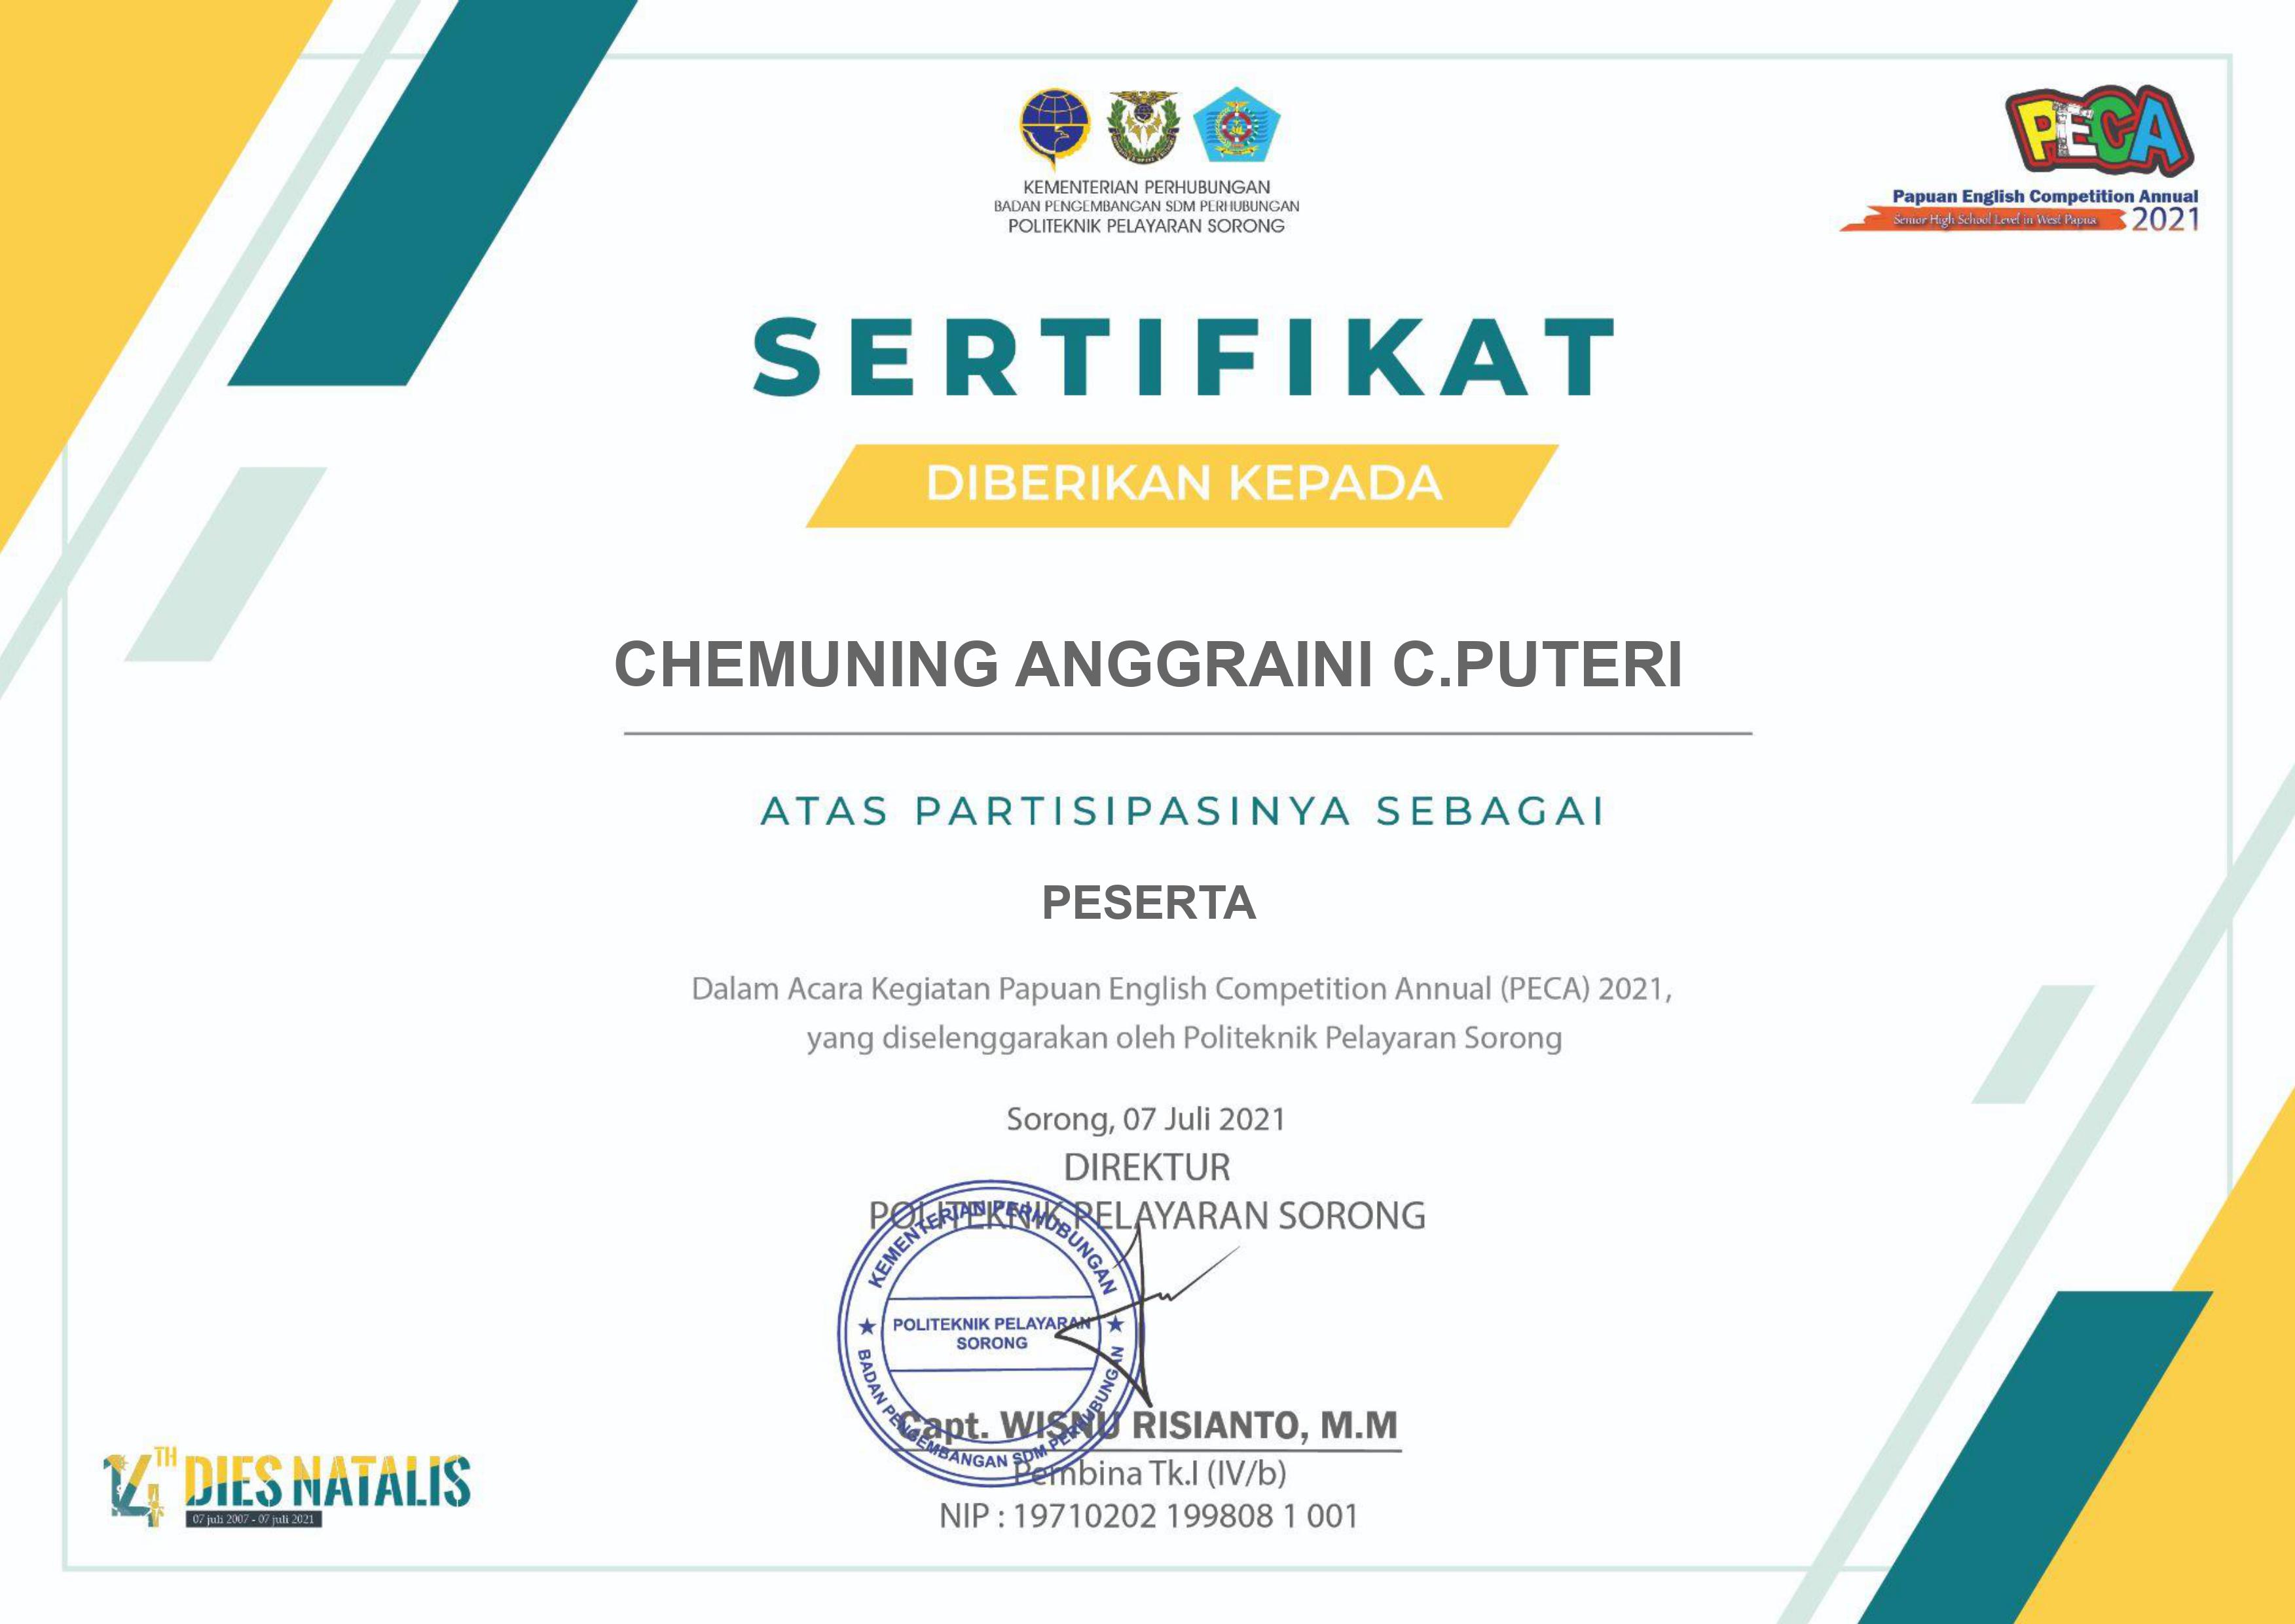 KEMENTERIAN PERHUBUNGAN
BADAN PENGEMBANGAN SDM PERHUBUNGAN
POLITEKNIK PELAYARAN SORONG
PECA
Papuan English Competition Annual
Senior High School Level in West Papua
2021
SERTIFIKAT
DIBERIKAN KEPADA
CHEMUNING ANGGRAINI C.PUTERI
ATAS PARTISIPASINYA SEBAGAI
PESERTA
Dalam Acara Kegiatan Papuan English Competition Annual (PECA) 2021,
yang diselenggarakan oleh Politeknik Pelayaran Sorong
Sorong, 07 Juli 2021
DIREKTUR
POLITEKNIK PELAYARAN SORONG
KEMENTERIAN PERHUBUNGAN
POLITEKNIK PELAYARAN
SORONG
BADAN PENGEMBANGAN SDM PERHUBUNGAN
Capt. WISNU RISIANTO, M.M
Pembina Tk.I (IV/b)
NIP : 19710202 199808 1 001
14TH DIES NATALIS
07 juli 2007 - 07 juli 2021